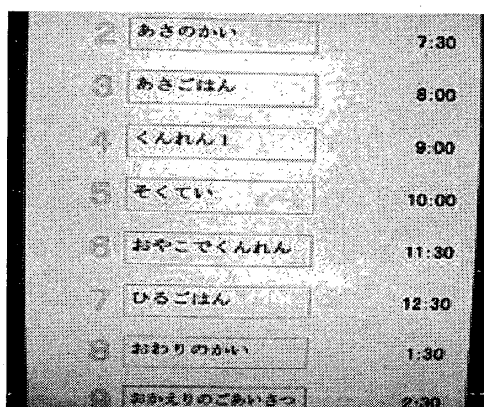 2 あさのかい 7:30
3 あさごはん 8:00
4 くんれん1 9:00
5 そくてい 10:00
6 おやこでくんれん 11:30
7 ひるごはん 12:30
8 おわりのかい 1:30
9 おかえりのごあいさつ 2:30